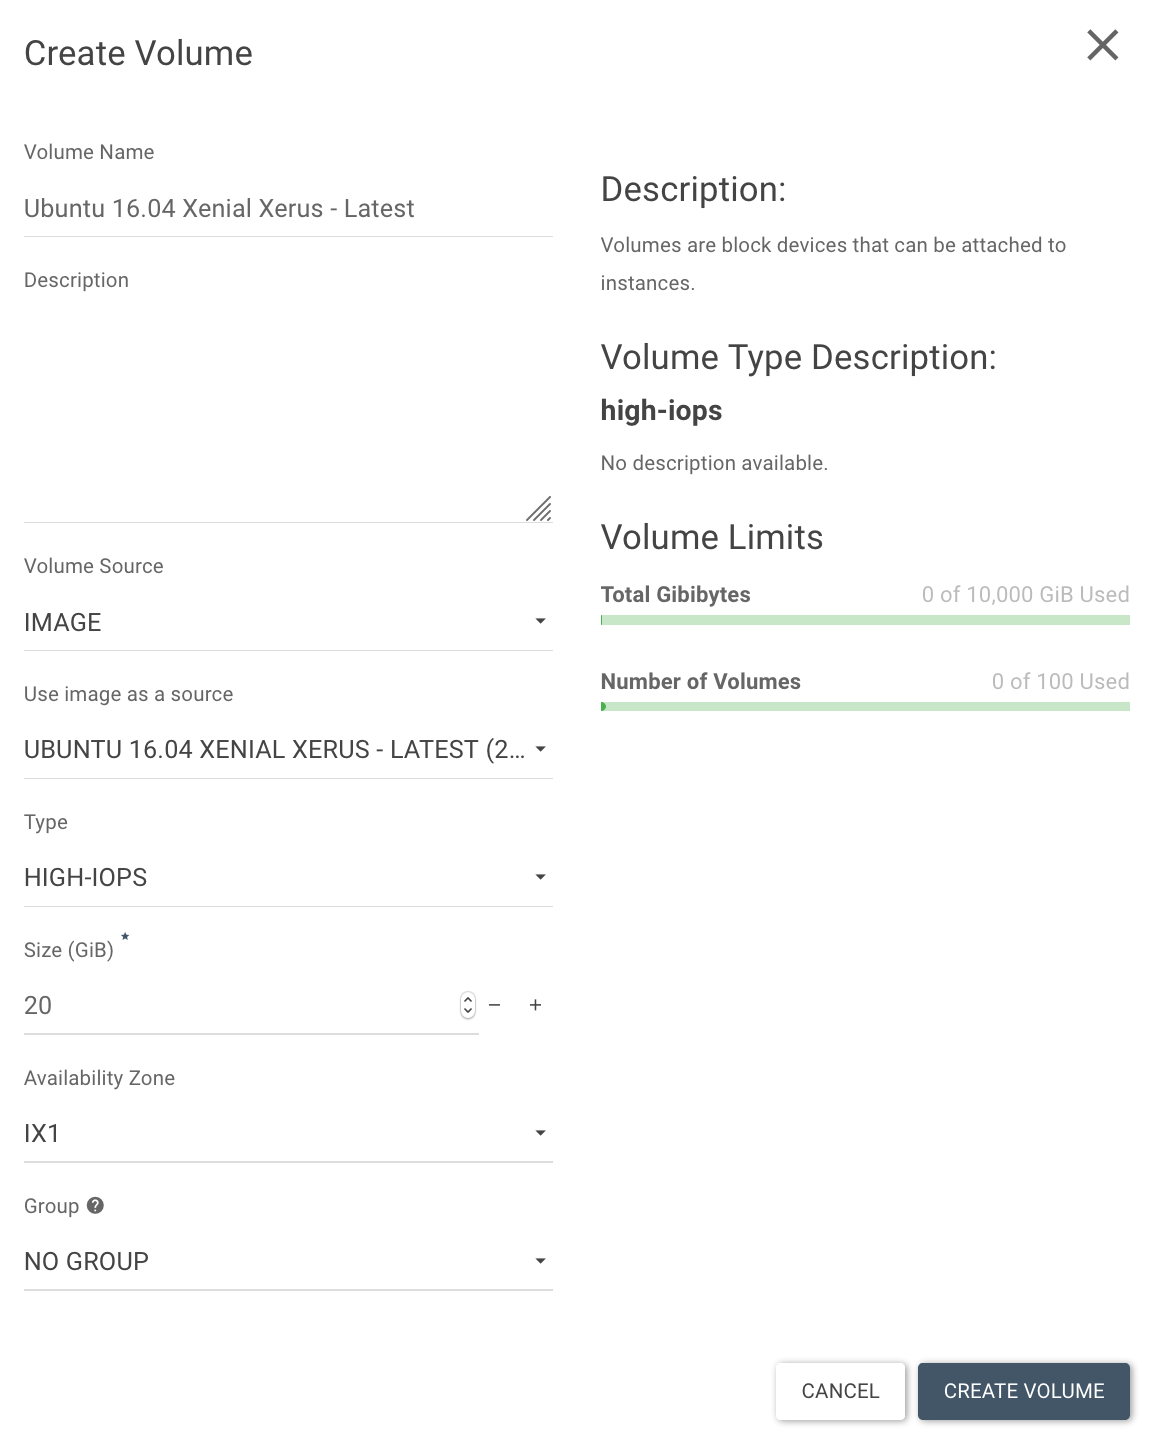 Create Volume
Volume Name
Ubuntu 16.04 Xenial Xerus - Latest
Description
Volume Source
IMAGE
Use image as a source
UBUNTU 16.04 XENIAL XERUS - LATEST (2...
Type
HIGH-IOPS
Size (GiB) *
20
Availability Zone
IX1
Group
NO GROUP
Description:
Volumes are block devices that can be attached to
instances.
Volume Type Description:
high-iops
No description available.
Volume Limits
Total Gibibytes 0 of 10,000 GiB Used
Number of Volumes 0 of 100 Used
CANCEL CREATE VOLUME